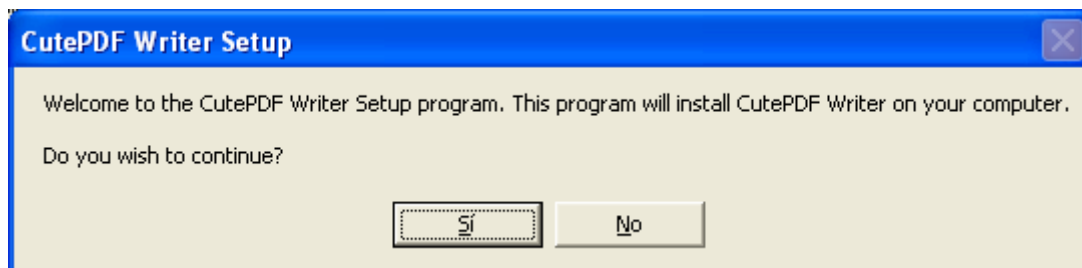 CutePDF Writer Setup
Welcome to the CutePDF Writer Setup program. This program will install CutePDF Writer on your computer.
Do you wish to continue?
Sí No